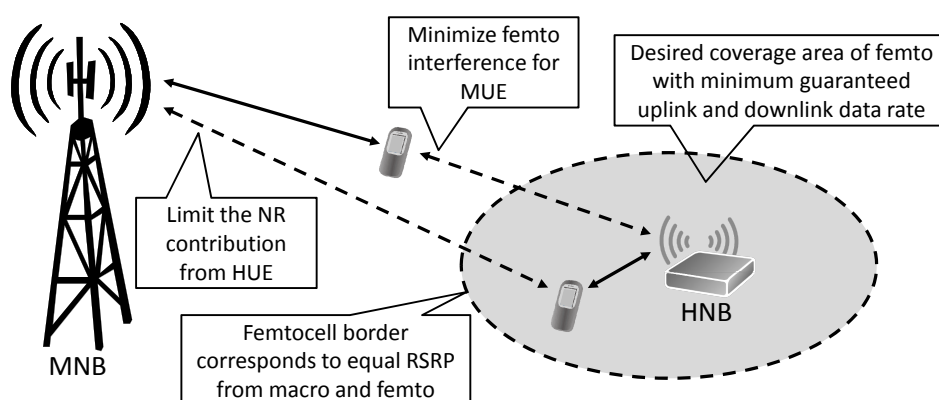 Minimize femto
interference for
MUE
Desired coverage area of femto
with minimum guaranteed
uplink and downlink data rate
Limit the NR
contribution
from HUE
HNB
Femtocell border
corresponds to equal RSRP
from macro and femto
MNB